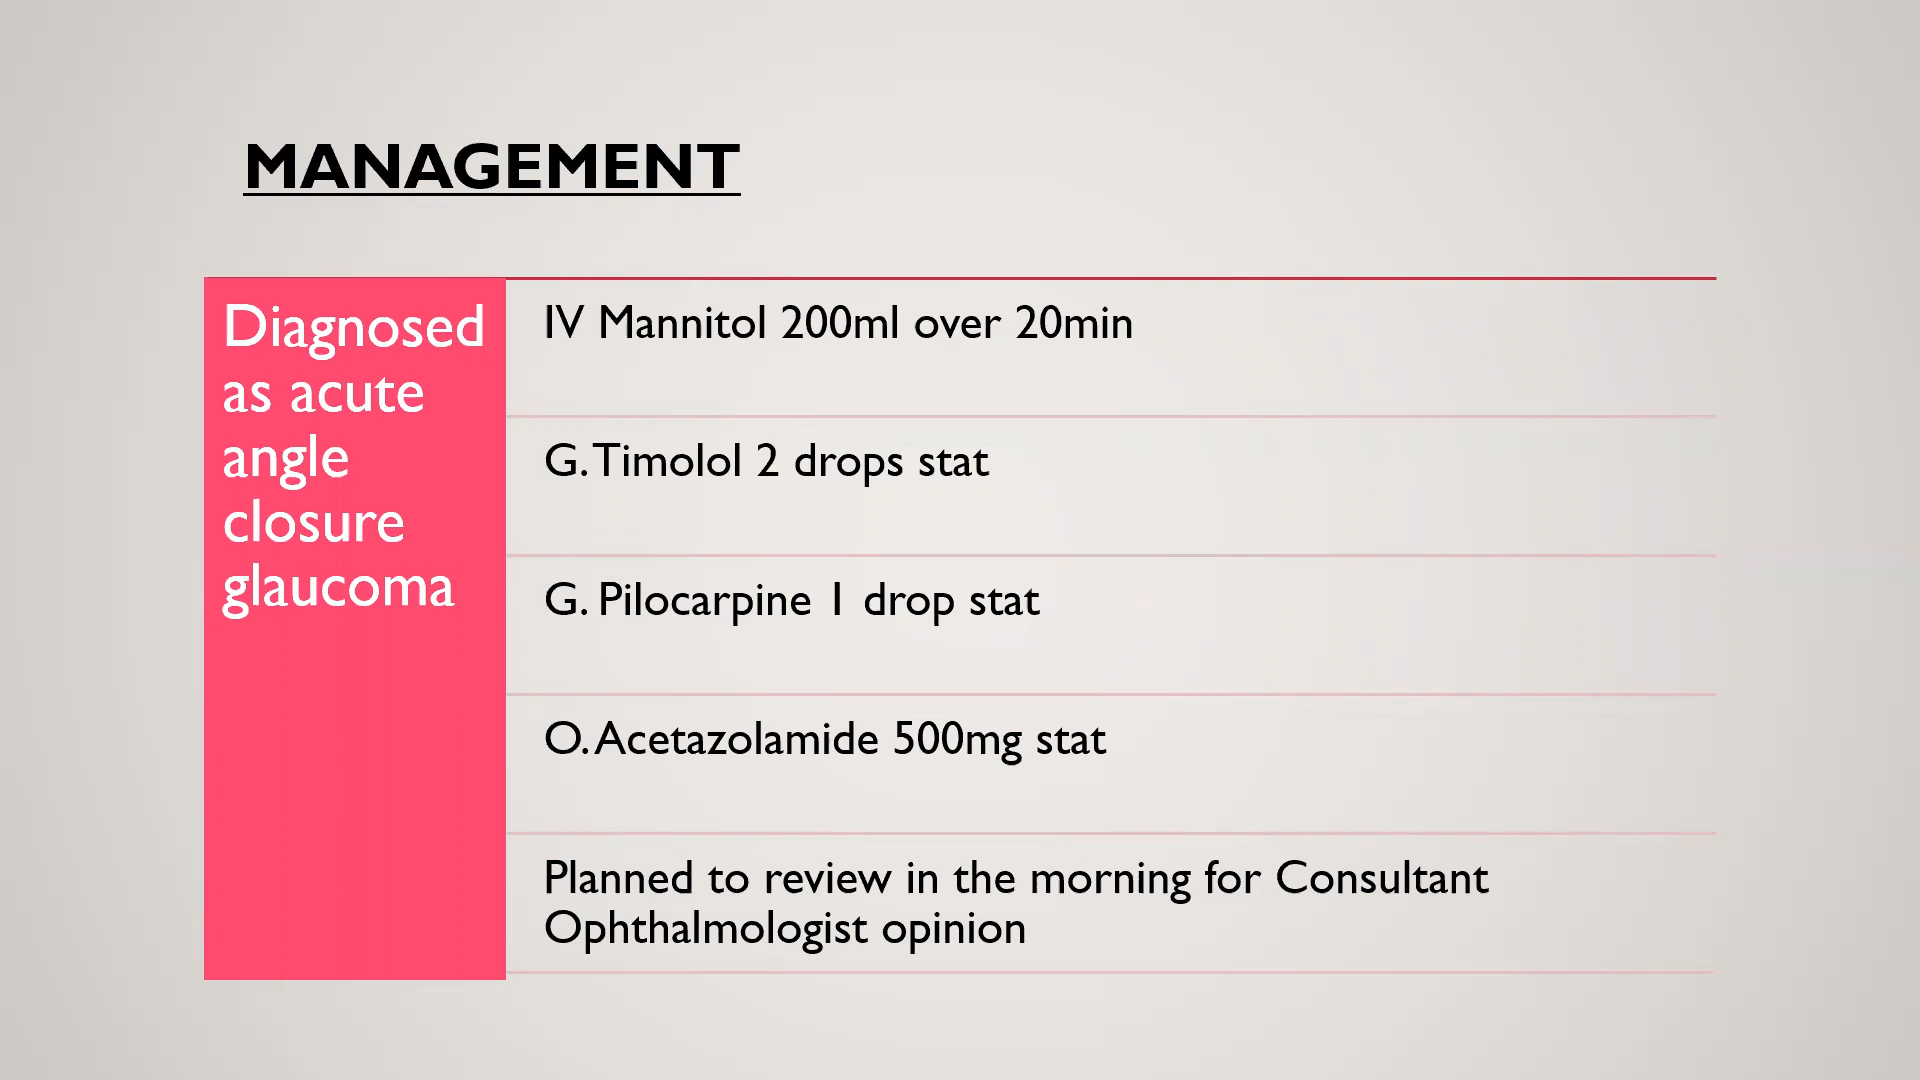 MANAGEMENT
Diagnosed
as acute
angle
closure
glaucoma
IV Mannitol 200ml over 20min
G. Timolol 2 drops stat
G. Pilocarpine 1 drop stat
O. Acetazolamide 500mg stat
Planned to review in the morning for Consultant
Ophthalmologist opinion